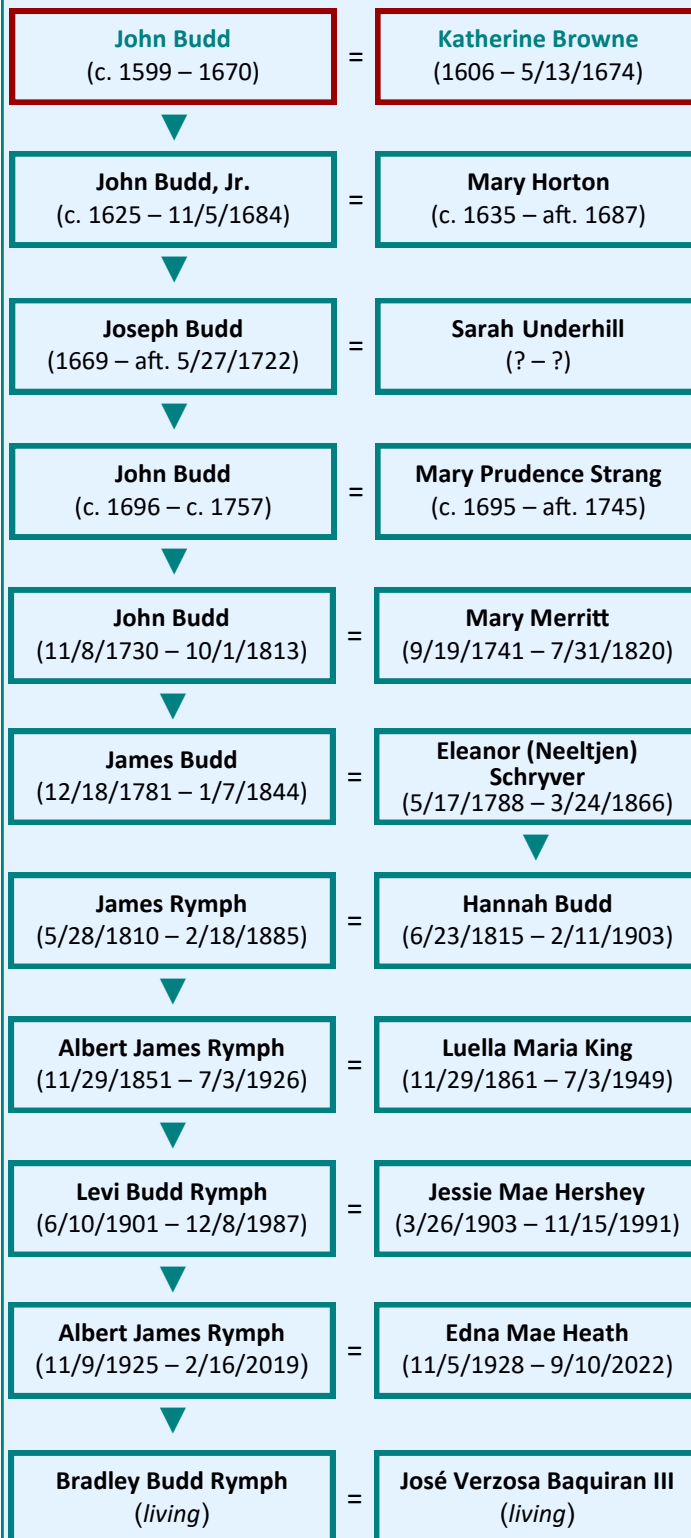 John Budd
(c. 1599 – 1670)
=
Katherine Browne
(1606 – 5/13/1674)
John Budd, Jr.
(c. 1625 – 11/5/1684)
=
Mary Horton
(c. 1635 – aft. 1687)
Joseph Budd
(1669 – aft. 5/27/1722)
=
Sarah Underhill
(? – ?)
John Budd
(c. 1696 – c. 1757)
=
Mary Prudence Strang
(c. 1695 – aft. 1745)
John Budd
(11/8/1730 – 10/1/1813)
=
Mary Merritt
(9/19/1741 – 7/31/1820)
James Budd
(12/18/1781 – 1/7/1844)
=
Eleanor (Neeltjen)
Schryver
(5/17/1788 – 3/24/1866)
James Rymph
(5/28/1810 – 2/18/1885)
=
Hannah Budd
(6/23/1815 – 2/11/1903)
Albert James Rymph
(11/29/1851 – 7/3/1926)
=
Luella Maria King
(11/29/1861 – 7/3/1949)
Levi Budd Rymph
(6/10/1901 – 12/8/1987)
=
Jessie Mae Hershey
(3/26/1903 – 11/15/1991)
Albert James Rymph
(11/9/1925 – 2/16/2019)
=
Edna Mae Heath
(11/5/1928 – 9/10/2022)
Bradley Budd Rymph
(living)
=
José Verzosa Baquiran III
(living)